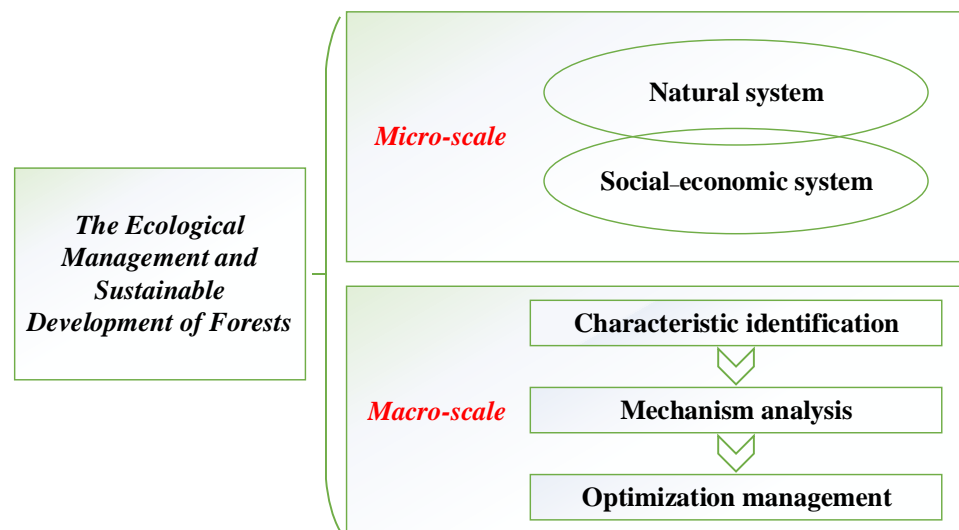 The Ecological
Management and
Sustainable
Development of Forests
Micro-scale
Natural system
Social–economic system
Macro-scale
Characteristic identification
Mechanism analysis
Optimization management